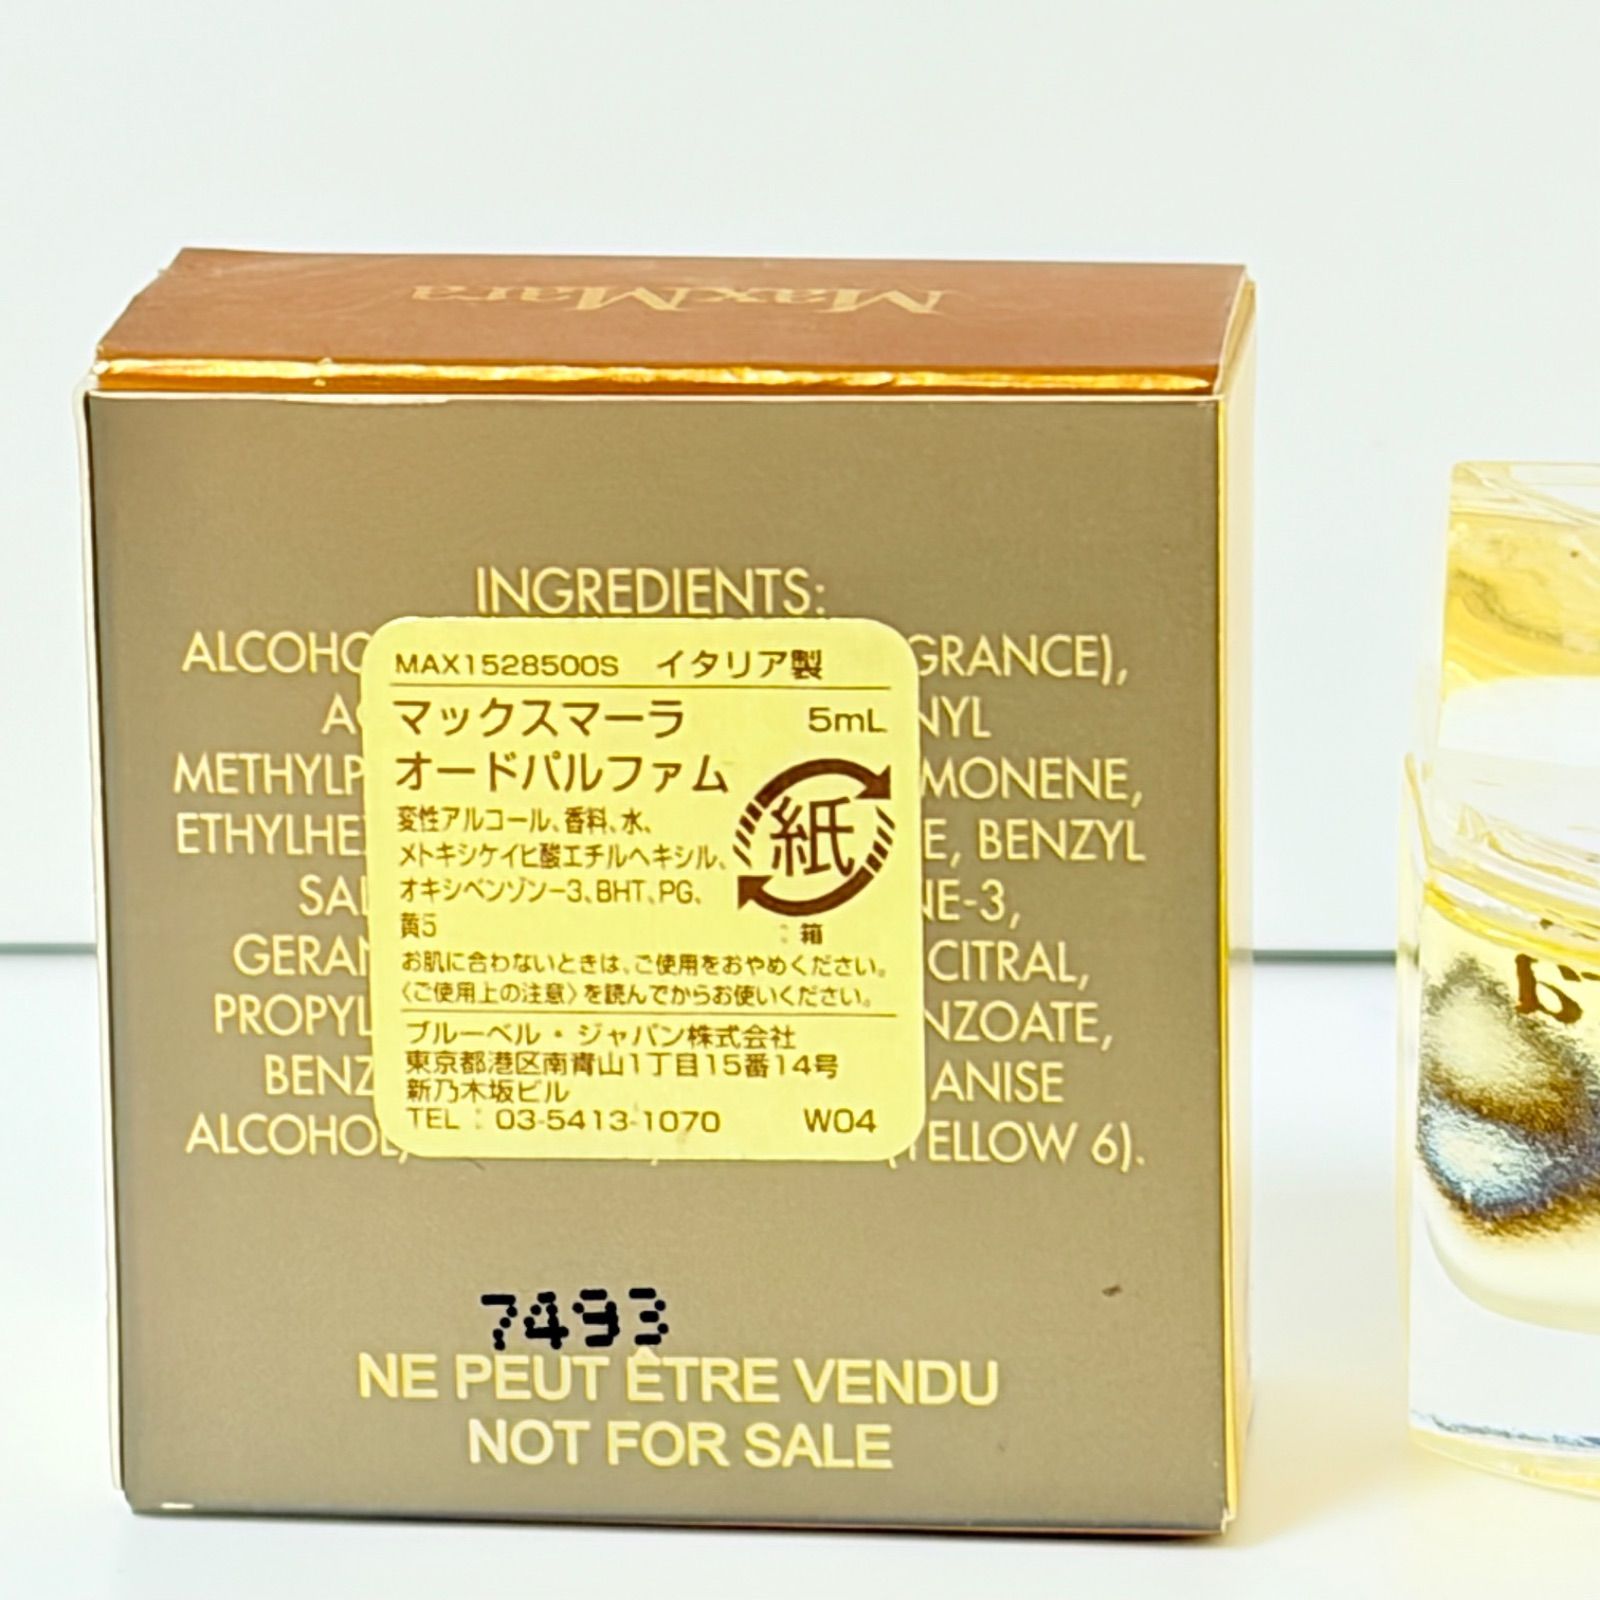 MaxMara
INGREDIENTS:
MAX1528500S イタリア製
マックスマーラ 5mL
オードパルファム
変性アルコール、香料、水、
メトキシケイヒ酸エチルヘキシル、
オキシベンゾン-3、BHT、PG、
黄5
紙
: 箱
お肌に合わないときは、ご使用をおやめください。
〈ご使用上の注意〉を読んでからお使いください。
ブルーベル・ジャパン株式会社
東京都港区南青山1丁目15番14号
新乃木坂ビル
TEL : 03-5413-1070 W04
GRANCE),
NYL
METHYLP
MONENE,
ETHYLHE
E, BENZYL
SAL
NE-3,
GERAN
CITRAL,
PROPYL
NZOATE,
BENZ
ANISE
ALCOHOL,
(YELLOW 6).
7493
NE PEUT ÊTRE VENDU
NOT FOR SALE